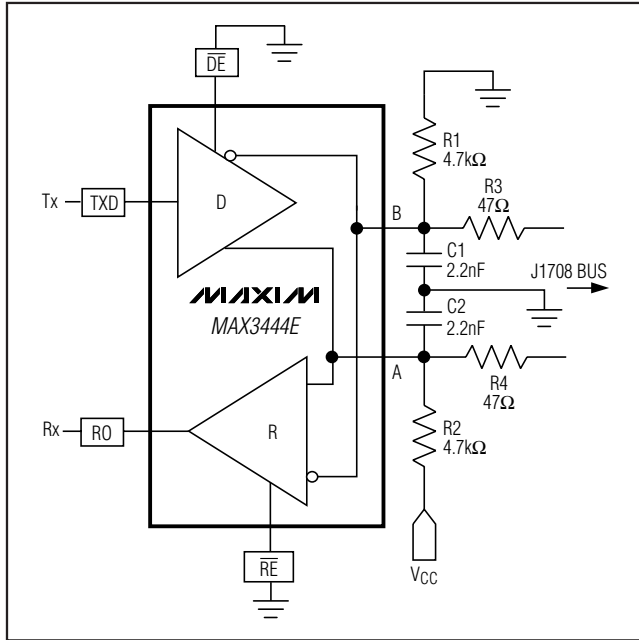 DE
R1
4.7kΩ
R3
47Ω
Tx
TXD
D
B
C1
2.2nF
J1708 BUS
MAXIM
MAX3444E
C2
2.2nF
A
R4
47Ω
Rx
RO
R
R2
4.7kΩ
RE
VCC